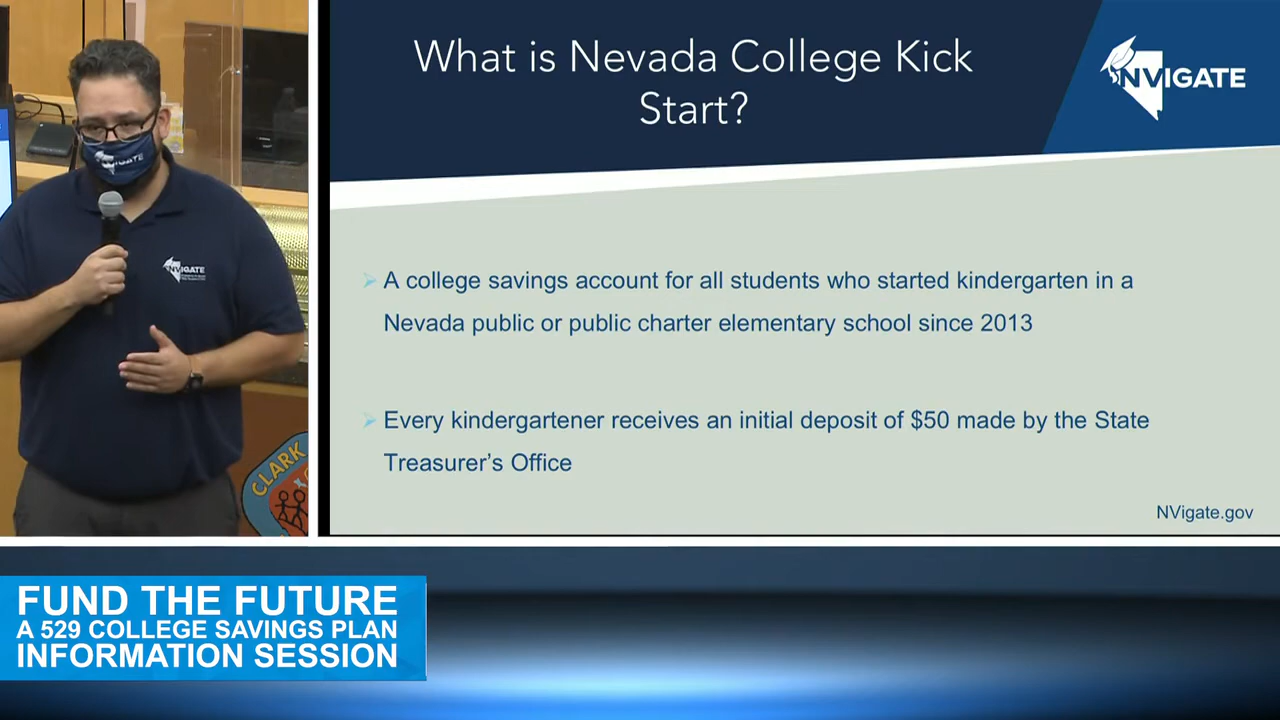 What is Nevada College Kick
Start?
NVIGATE
NVIGATE
NVIGATE
A college savings account for all students who started kindergarten in a
Nevada public or public charter elementary school since 2013
Every kindergartener receives an initial deposit of $50 made by the State
Treasurer’s Office
NVigate.gov
CLARK
FUND THE FUTURE
A 529 COLLEGE SAVINGS PLAN
INFORMATION SESSION